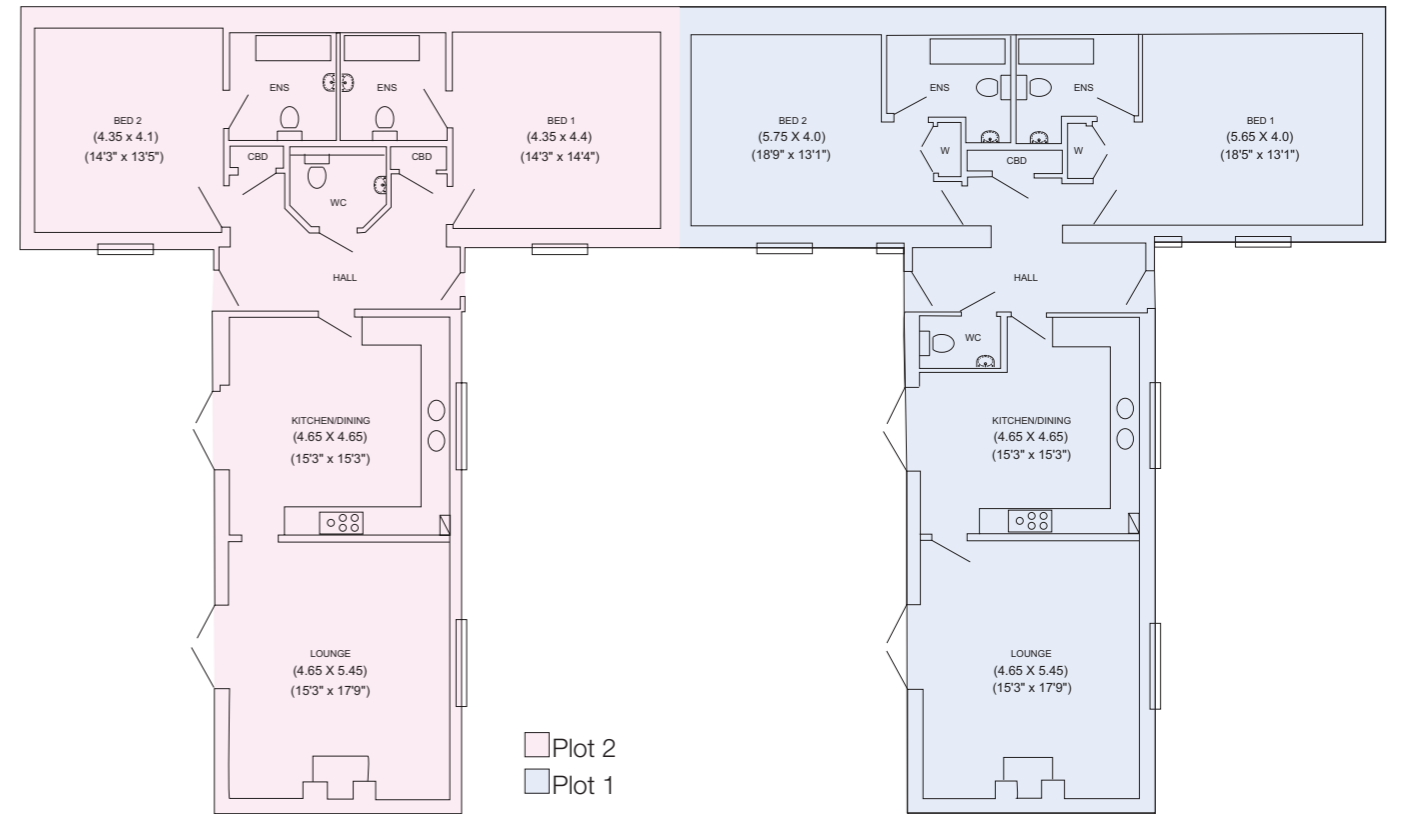 BED 2
(4.35 x 4.1)
(14'3" x 13'5")
ENS
ENS
BED 1
(4.35 x 4.4)
(14'3" x 14'4")
CBD
CBD
WC
HALL
KITCHEN/DINING
(4.65 X 4.65)
(15'3" x 15'3")
LOUNGE
(4.65 X 5.45)
(15'3" x 17'9")
BED 2
(5.75 X 4.0)
(18'9" x 13'1")
ENS
ENS
BED 1
(5.65 X 4.0)
(18'5" x 13'1")
W
CBD
W
HALL
WC
KITCHEN/DINING
(4.65 X 4.65)
(15'3" x 15'3")
LOUNGE
(4.65 X 5.45)
(15'3" x 17'9")
Plot 2
Plot 1